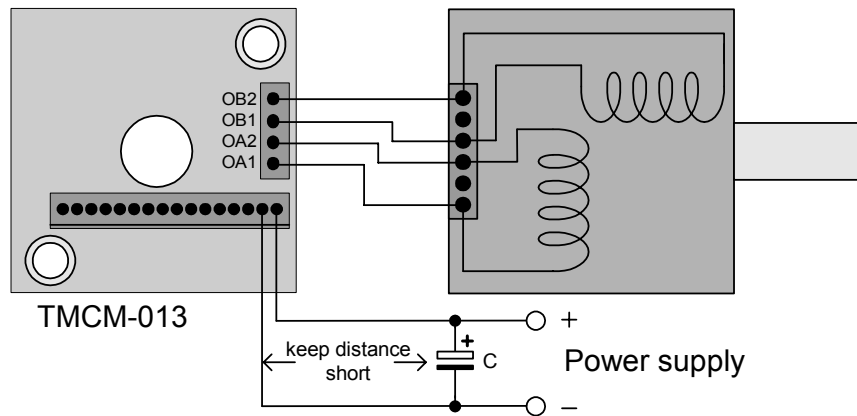 OB2
OB1
OA2
OA1
TMCM-013
+
keep distance
short
+
C
Power supply
−